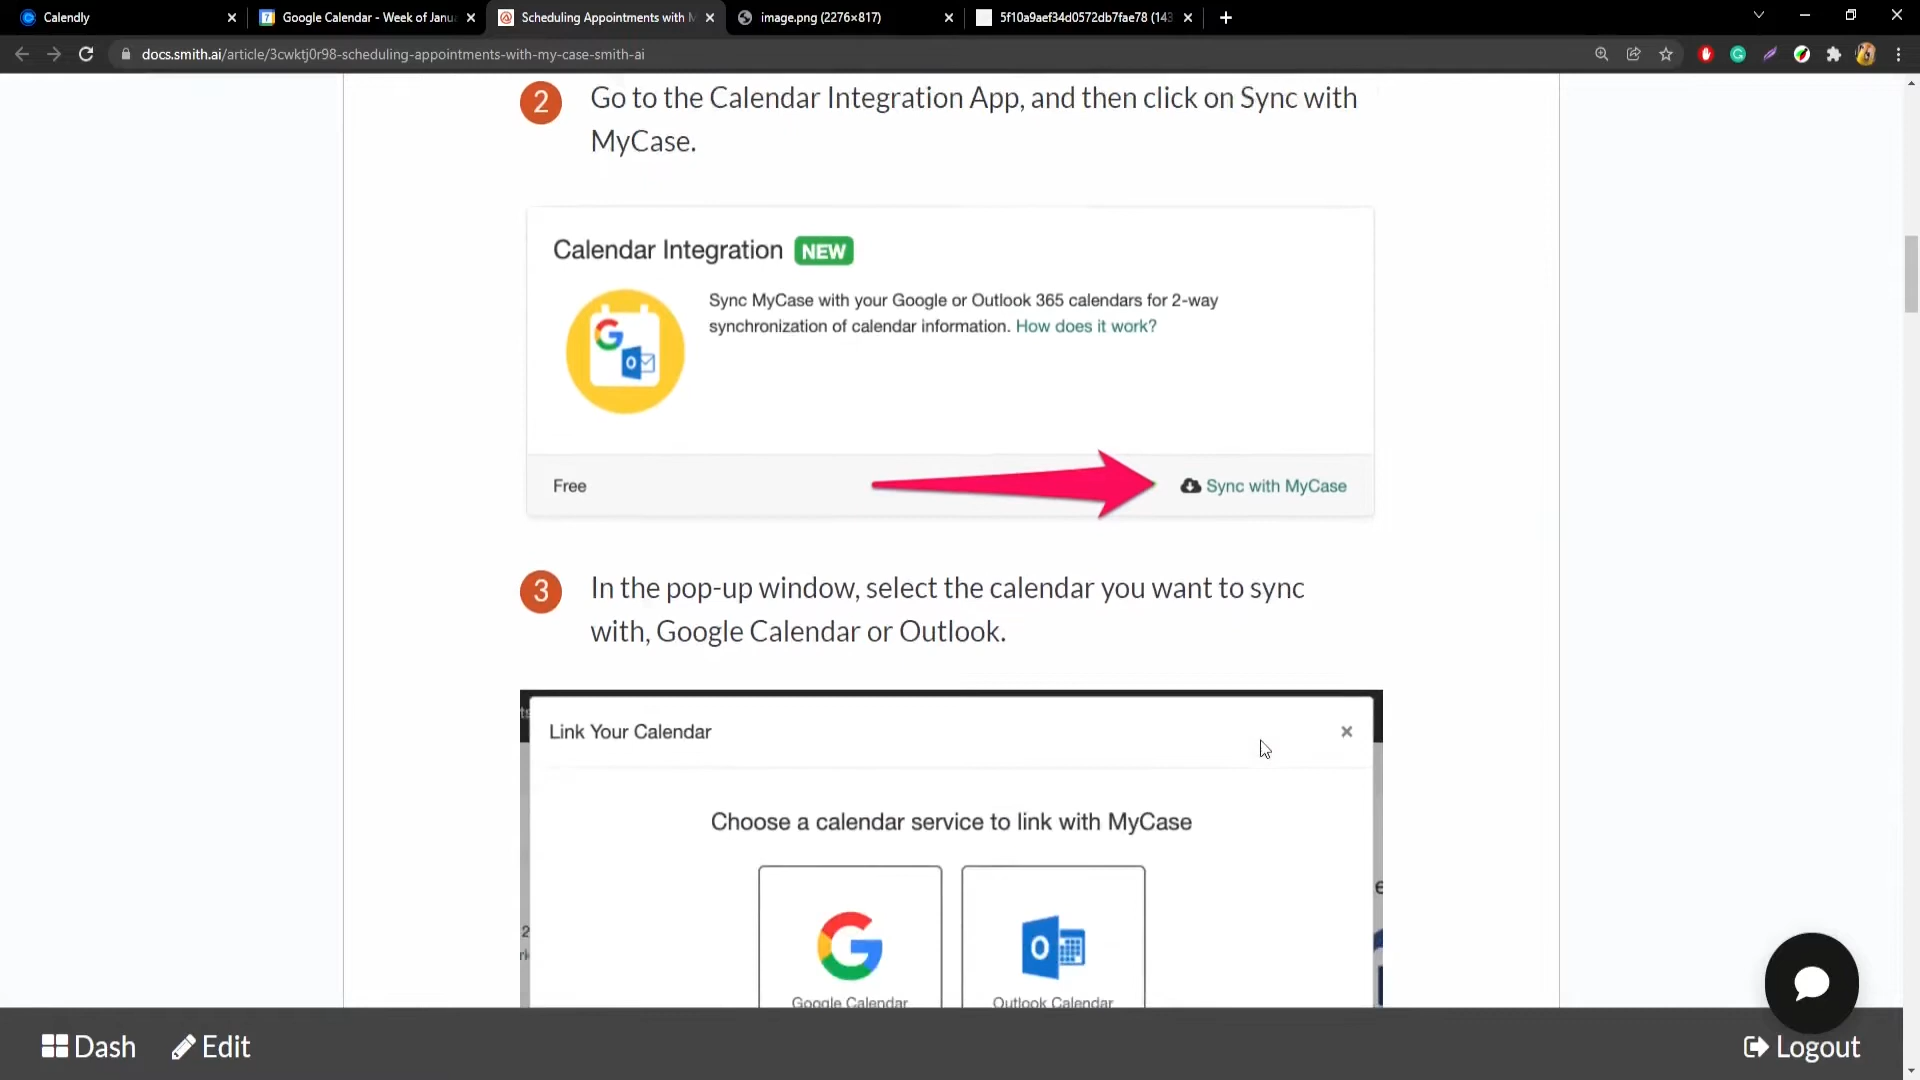 Calendly
Google Calendar - Week of Janu
Scheduling Appointments with M
image.png (2276×817)
5f10a9aef34d0572db7fae78 (143
docs.smith.ai/article/3cwktj0r98-scheduling-appointments-with-my-case-smith-ai
2 Go to the Calendar Integration App, and then click on Sync with
MyCase.
Calendar Integration NEW
Sync MyCase with your Google or Outlook 365 calendars for 2-way
synchronization of calendar information. How does it work?
Free
Sync with MyCase
3 In the pop-up window, select the calendar you want to sync
with, Google Calendar or Outlook.
Link Your Calendar
Choose a calendar service to link with MyCase
Google Calendar
Outlook Calendar
Dash
Edit
Logout